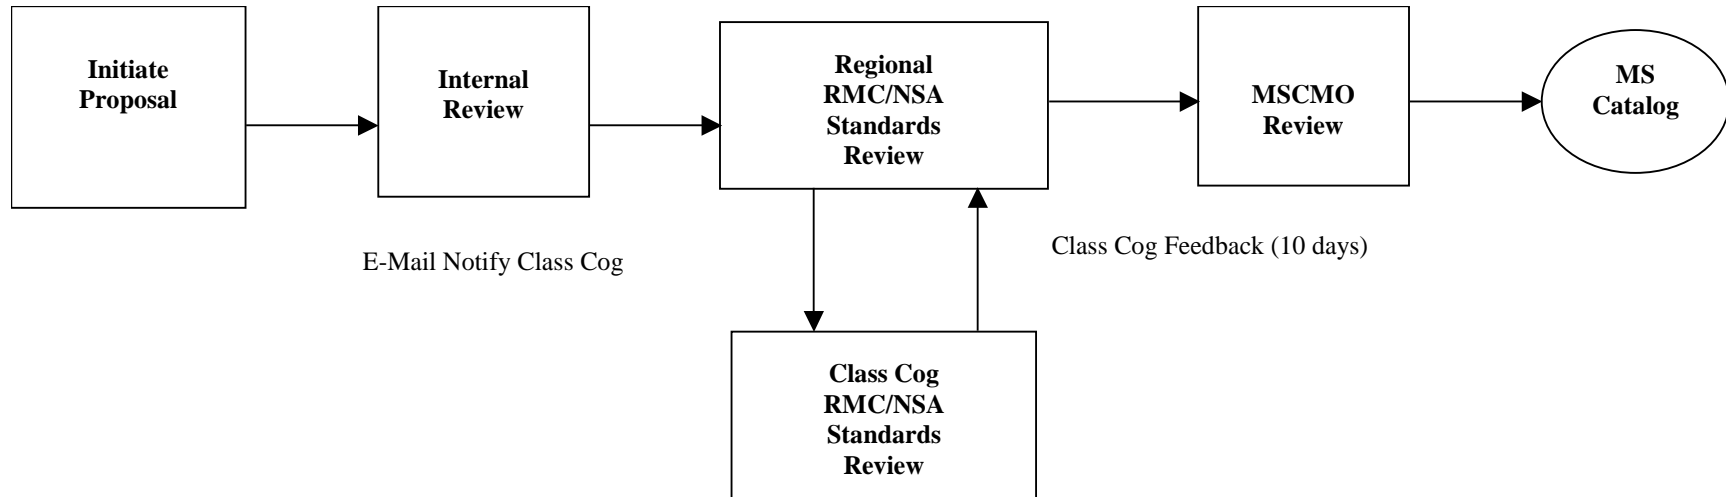 Initiate
Proposal
Internal
Review
Regional
RMC/NSA
Standards
Review
MSCMO
Review
MS
Catalog
E-Mail Notify Class Cog
Class Cog Feedback (10 days)
Class Cog
RMC/NSA
Standards
Review